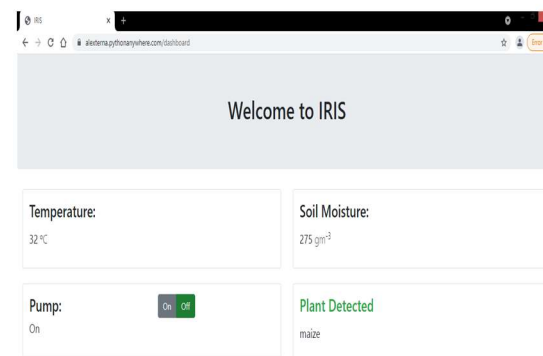 IRIS
alexterna.pythonanywhere.com/dashboard
Error
Welcome to IRIS
Temperature:
32 °C
Soil Moisture:
275 gm⁻³
Pump:
On Off
On
Plant Detected
maize